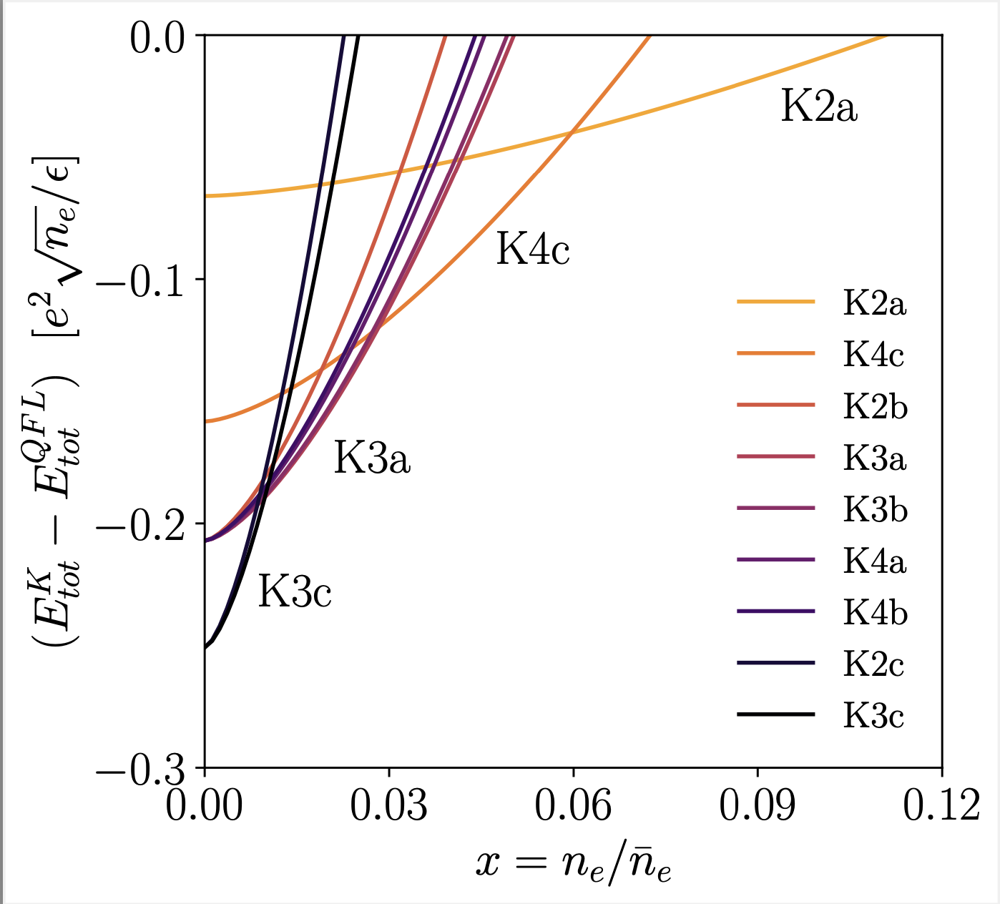 0.0
−0.1
−0.2
−0.3
0.00
0.03
0.06
0.09
0.12
(E^K_{tot} − E^{QFL}_{tot}) [e^2√n_e/ϵ]
x = n_e/n̄_e
K2a
K4c
K3a
K3c
K2a
K4c
K2b
K3a
K3b
K4a
K4b
K2c
K3c